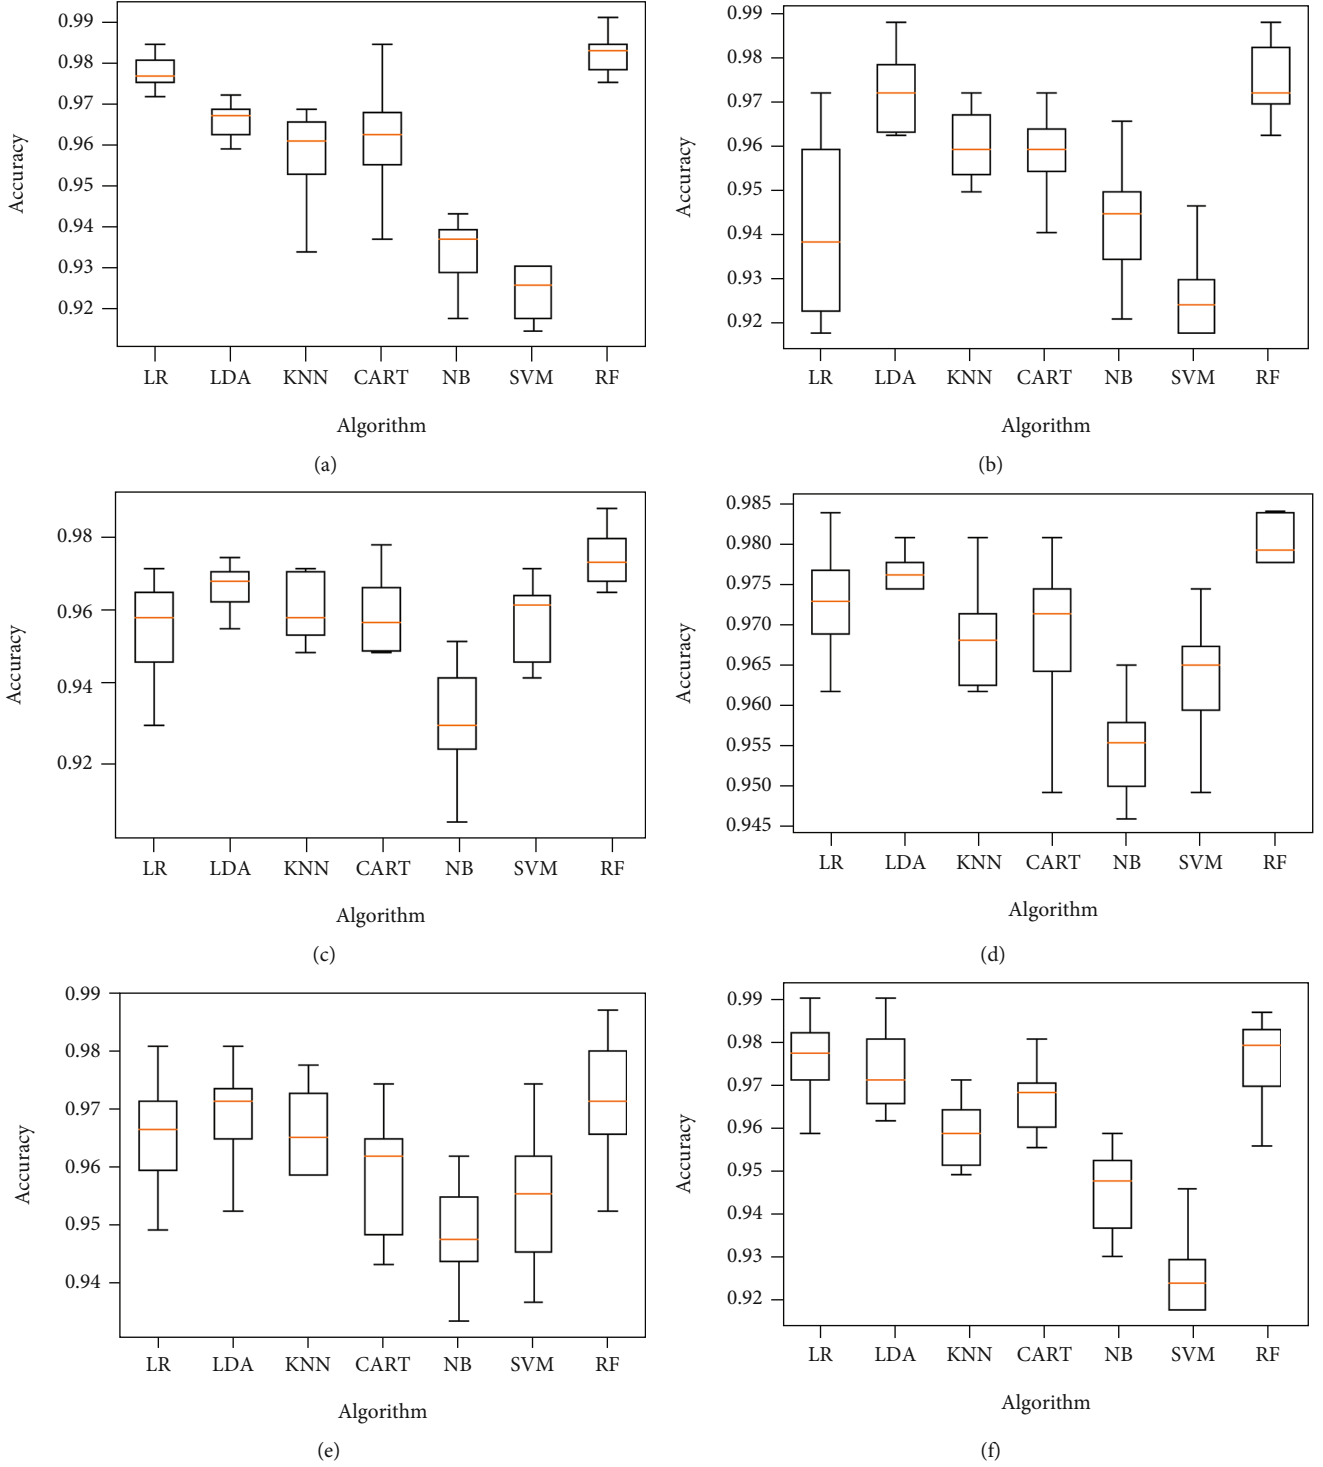 0.99
0.98
0.97
0.96
0.95
0.94
0.93
0.92
Accuracy
LR LDA KNN CART NB SVM RF
Algorithm
(a)
0.99
0.98
0.97
0.96
0.95
0.94
0.93
0.92
Accuracy
LR LDA KNN CART NB SVM RF
Algorithm
(b)
0.98
0.96
0.94
0.92
Accuracy
LR LDA KNN CART NB SVM RF
Algorithm
(c)
0.985
0.980
0.975
0.970
0.965
0.960
0.955
0.950
0.945
Accuracy
LR LDA KNN CART NB SVM RF
Algorithm
(d)
0.99
0.98
0.97
0.96
0.95
0.94
Accuracy
LR LDA KNN CART NB SVM RF
Algorithm
(e)
0.99
0.98
0.97
0.96
0.95
0.94
0.93
0.92
Accuracy
LR LDA KNN CART NB SVM RF
Algorithm
(f)